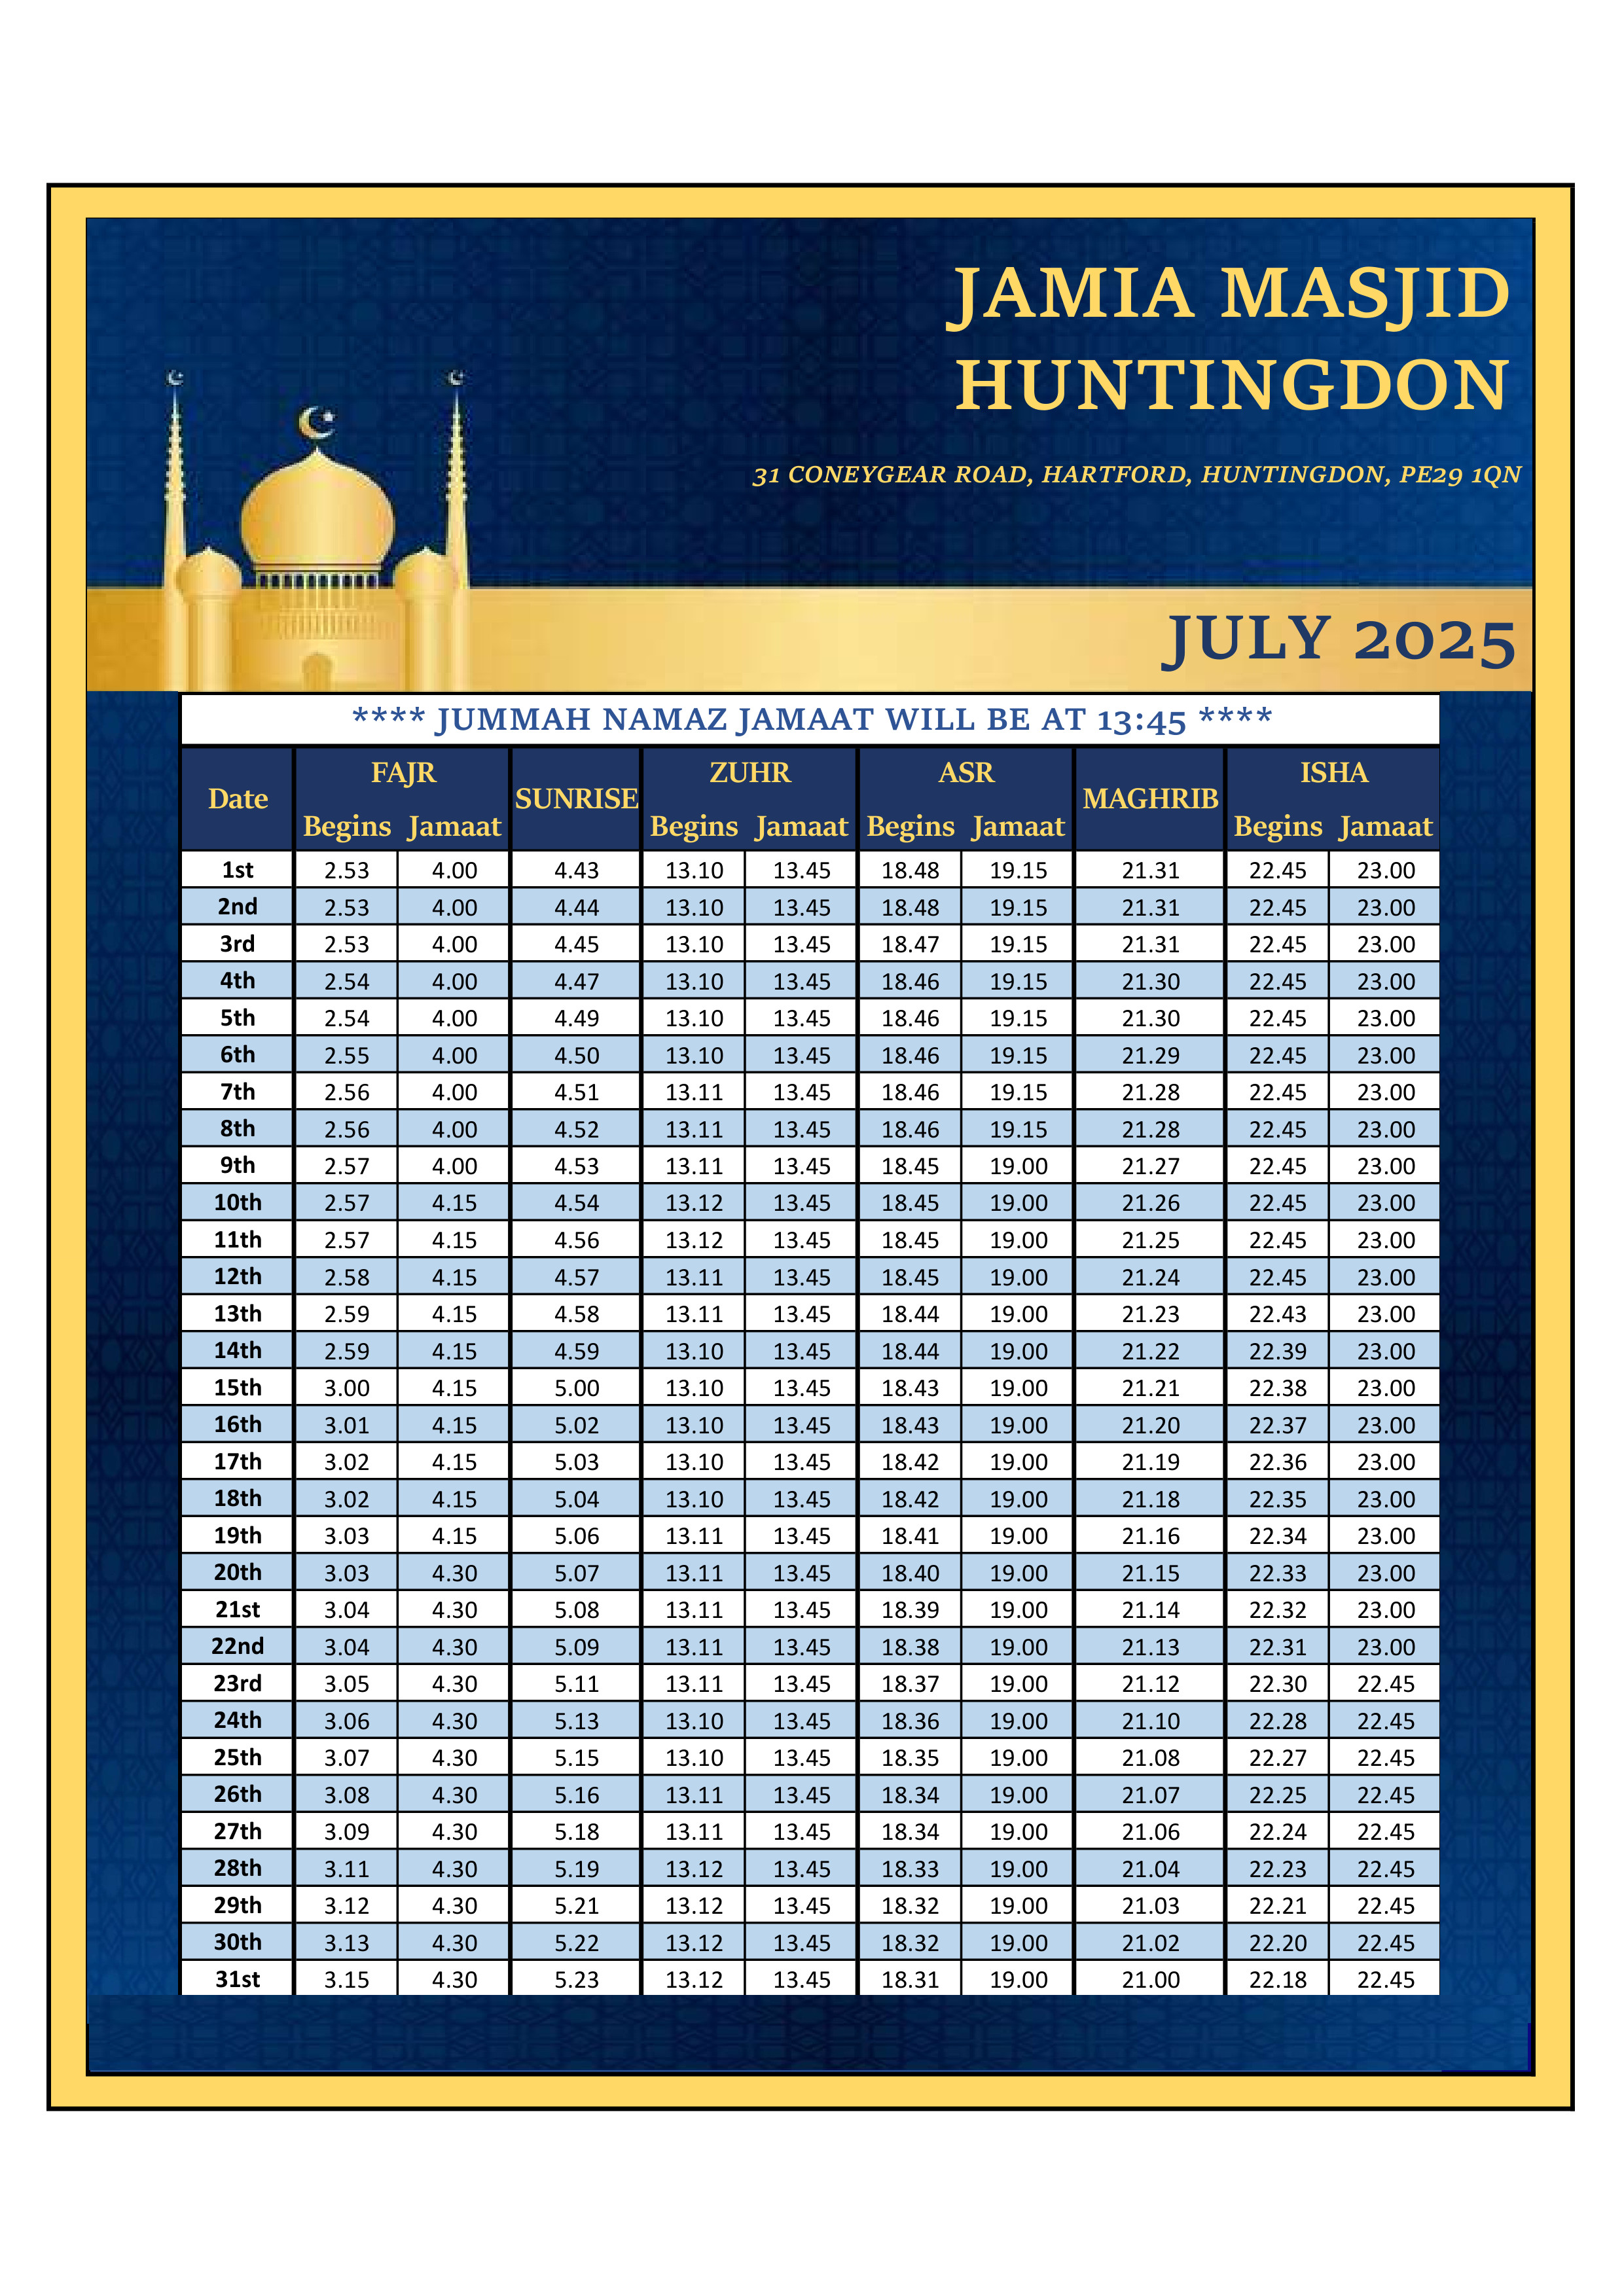 JAMIA MASJID
HUNTINGDON
31 CONEYGEAR ROAD, HARTFORD, HUNTINGDON, PE29 1QN
JULY 2025
**** JUMMAH NAMAZ JAMAAT WILL BE AT 13:45 ****
Date FAJR SUNRISE ZUHR ASR MAGHRIB ISHA
Begins Jamaat Begins Jamaat Begins Jamaat Begins Jamaat
1st 2.53 4.00 4.43 13.10 13.45 18.48 19.15 21.31 22.45 23.00
2nd 2.53 4.00 4.44 13.10 13.45 18.48 19.15 21.31 22.45 23.00
3rd 2.53 4.00 4.45 13.10 13.45 18.47 19.15 21.31 22.45 23.00
4th 2.54 4.00 4.47 13.10 13.45 18.46 19.15 21.30 22.45 23.00
5th 2.54 4.00 4.49 13.10 13.45 18.46 19.15 21.30 22.45 23.00
6th 2.55 4.00 4.50 13.10 13.45 18.46 19.15 21.29 22.45 23.00
7th 2.56 4.00 4.51 13.11 13.45 18.46 19.15 21.28 22.45 23.00
8th 2.56 4.00 4.52 13.11 13.45 18.46 19.15 21.28 22.45 23.00
9th 2.57 4.00 4.53 13.11 13.45 18.45 19.00 21.27 22.45 23.00
10th 2.57 4.15 4.54 13.12 13.45 18.45 19.00 21.26 22.45 23.00
11th 2.57 4.15 4.56 13.12 13.45 18.45 19.00 21.25 22.45 23.00
12th 2.58 4.15 4.57 13.11 13.45 18.45 19.00 21.24 22.45 23.00
13th 2.59 4.15 4.58 13.11 13.45 18.44 19.00 21.23 22.43 23.00
14th 2.59 4.15 4.59 13.10 13.45 18.44 19.00 21.22 22.39 23.00
15th 3.00 4.15 5.00 13.10 13.45 18.43 19.00 21.21 22.38 23.00
16th 3.01 4.15 5.02 13.10 13.45 18.43 19.00 21.20 22.37 23.00
17th 3.02 4.15 5.03 13.10 13.45 18.42 19.00 21.19 22.36 23.00
18th 3.02 4.15 5.04 13.10 13.45 18.42 19.00 21.18 22.35 23.00
19th 3.03 4.15 5.06 13.11 13.45 18.41 19.00 21.16 22.34 23.00
20th 3.03 4.30 5.07 13.11 13.45 18.40 19.00 21.15 22.33 23.00
21st 3.04 4.30 5.08 13.11 13.45 18.39 19.00 21.14 22.32 23.00
22nd 3.04 4.30 5.09 13.11 13.45 18.38 19.00 21.13 22.31 23.00
23rd 3.05 4.30 5.11 13.11 13.45 18.37 19.00 21.12 22.30 22.45
24th 3.06 4.30 5.13 13.10 13.45 18.36 19.00 21.10 22.28 22.45
25th 3.07 4.30 5.15 13.10 13.45 18.35 19.00 21.08 22.27 22.45
26th 3.08 4.30 5.16 13.11 13.45 18.34 19.00 21.07 22.25 22.45
27th 3.09 4.30 5.18 13.11 13.45 18.34 19.00 21.06 22.24 22.45
28th 3.11 4.30 5.19 13.12 13.45 18.33 19.00 21.04 22.23 22.45
29th 3.12 4.30 5.21 13.12 13.45 18.32 19.00 21.03 22.21 22.45
30th 3.13 4.30 5.22 13.12 13.45 18.32 19.00 21.02 22.20 22.45
31st 3.15 4.30 5.23 13.12 13.45 18.31 19.00 21.00 22.18 22.45